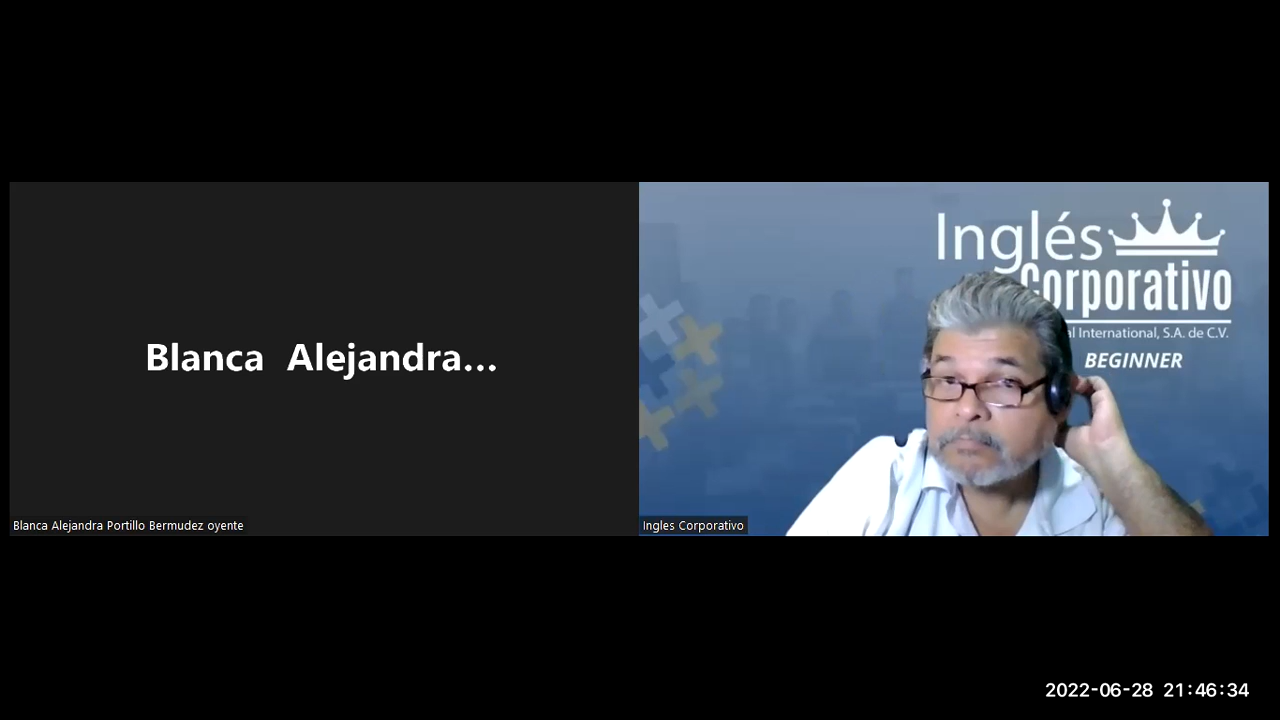 Blanca Alejandra...
Blanca Alejandra Portillo Bermudez oyente
Inglés
Corporativo
al International, S.A. de C.V.
BEGINNER
Ingles Corporativo
2022-06-28 21:46:34